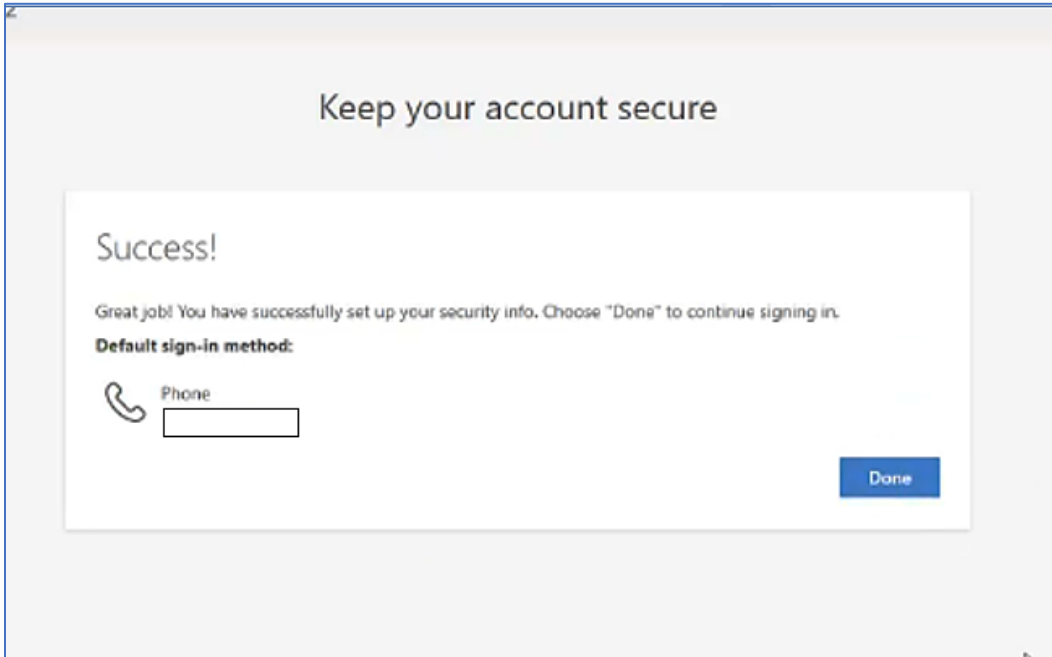 Keep your account secure
Success!
Great job! You have successfully set up your security info. Choose "Done" to continue signing in.
Default sign-in method:
Phone
Done